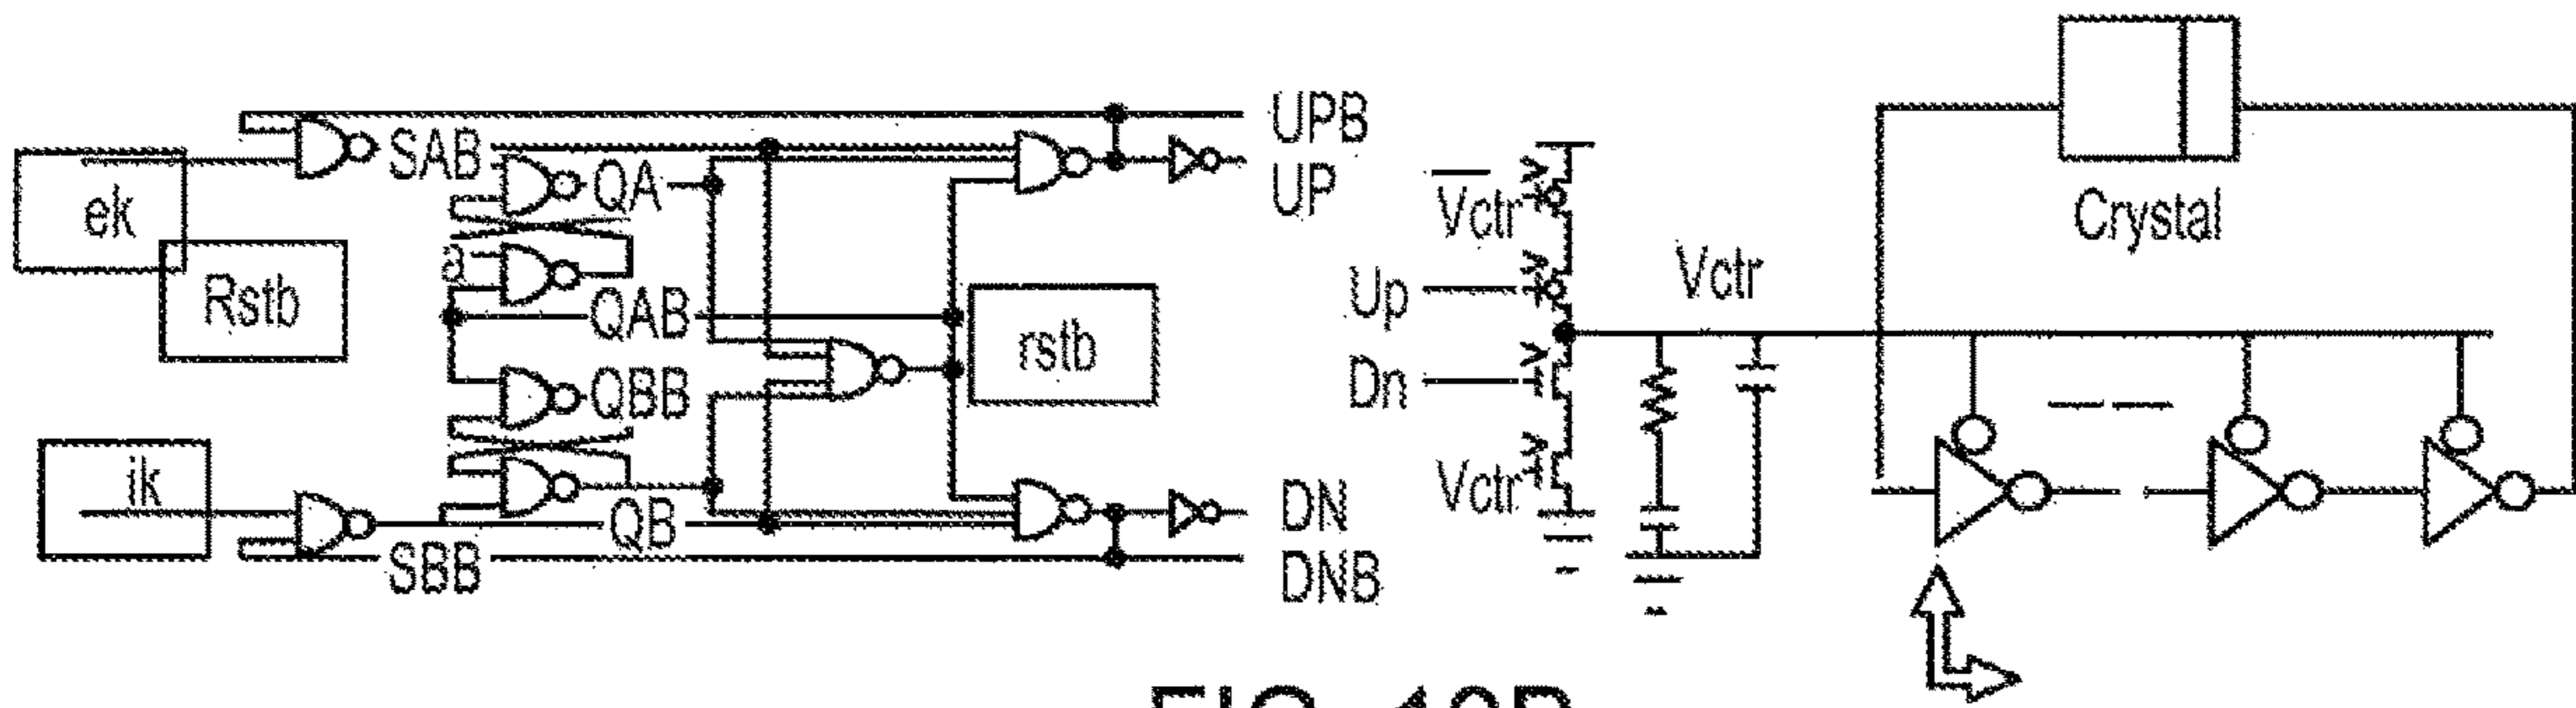 UPB
UP
SAB
QA
ek
Rstb
a
QAB
rstb
QBB
ik
QB
SBB
DN
DNB
Vctr
Up
Dn
Vctr
Vctr
Crystal